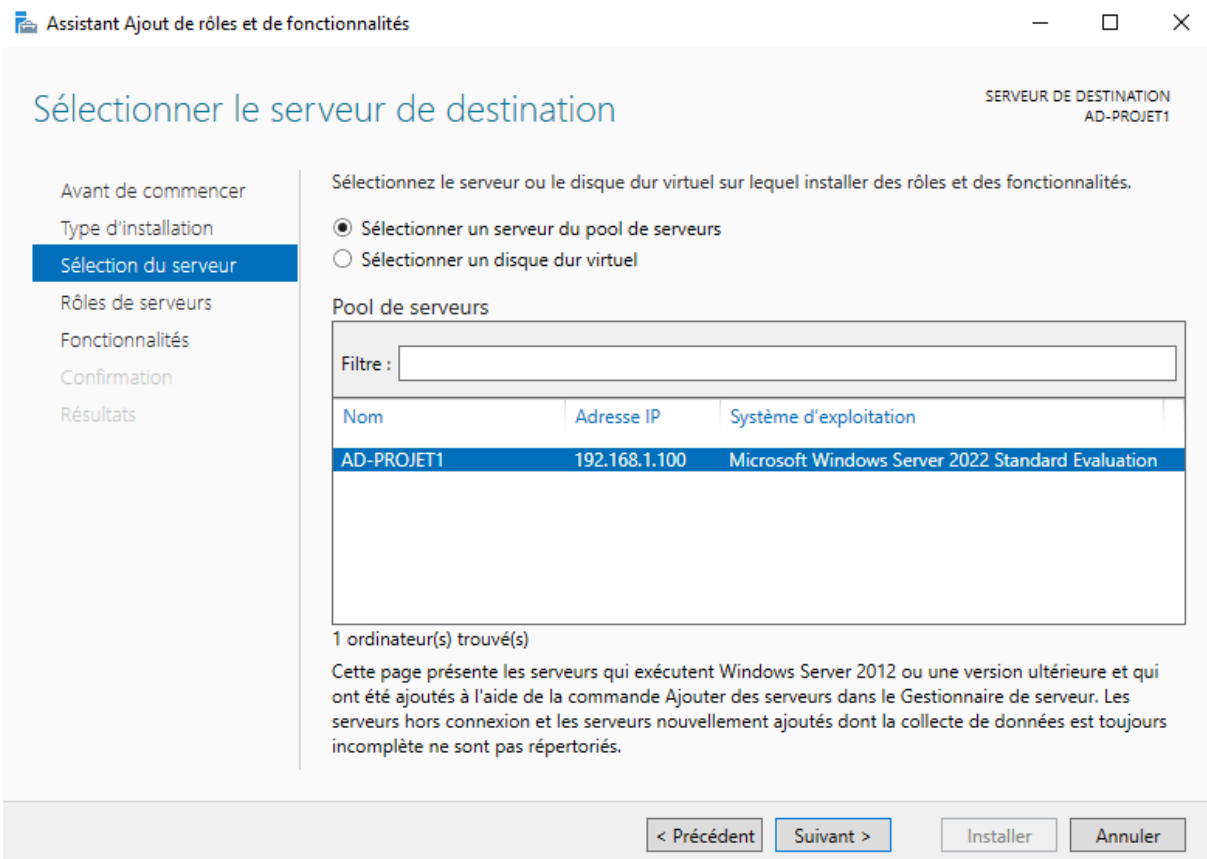 Assistant Ajout de rôles et de fonctionnalités
Sélectionner le serveur de destination
SERVEUR DE DESTINATION
AD-PROJET1
Avant de commencer
Type d'installation
Sélection du serveur
Rôles de serveurs
Fonctionnalités
Confirmation
Résultats
Sélectionnez le serveur ou le disque dur virtuel sur lequel installer des rôles et des fonctionnalités.
Sélectionner un serveur du pool de serveurs
Sélectionner un disque dur virtuel
Pool de serveurs
Filtre :
Nom Adresse IP Système d'exploitation
AD-PROJET1 192.168.1.100 Microsoft Windows Server 2022 Standard Evaluation
1 ordinateur(s) trouvé(s)
Cette page présente les serveurs qui exécutent Windows Server 2012 ou une version ultérieure et qui
ont été ajoutés à l'aide de la commande Ajouter des serveurs dans le Gestionnaire de serveur. Les
serveurs hors connexion et les serveurs nouvellement ajoutés dont la collecte de données est toujours
incomplète ne sont pas répertoriés.
< Précédent Suivant > Installer Annuler